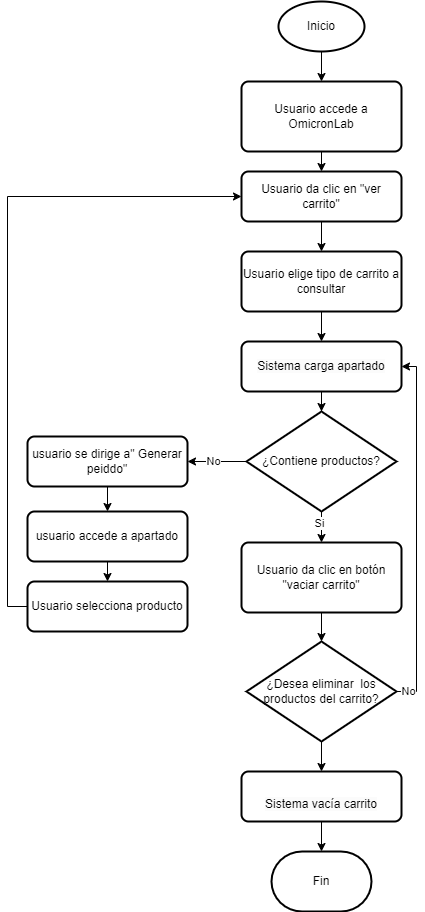 Inicio
Usuario accede a
OmicronLab
Usuario da clic en "ver
carrito"
Usuario elige tipo de carrito a
consultar
Sistema carga apartado
¿Contiene productos?
No
usuario se dirige a" Generar
peiddo"
usuario accede a apartado
Usuario selecciona producto
Si
Usuario da clic en botón
"vaciar carrito"
¿Desea eliminar  los
productos del carrito?
No
Sistema vacía carrito
Fin